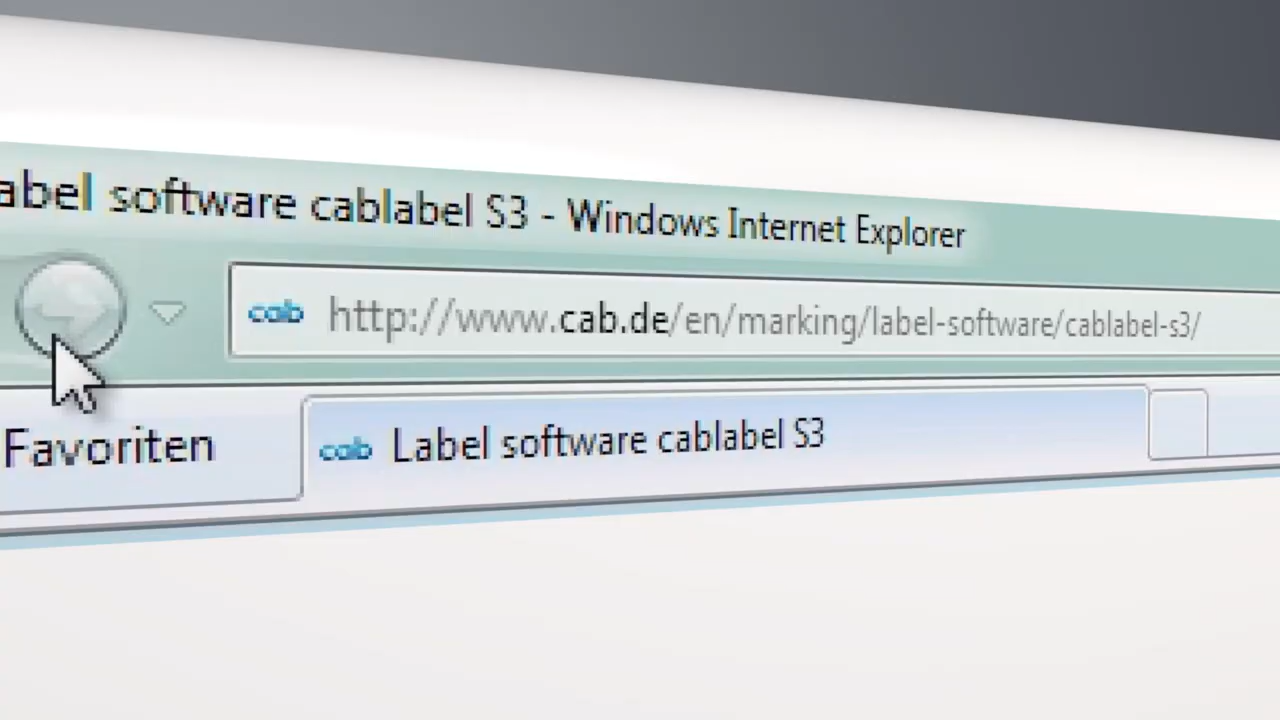 abel software cablabel S3 - Windows Internet Explorer
cab http://www.cab.de/en/marking/label-software/cablabel-s3/
Favoriten
cab Label software cablabel S3